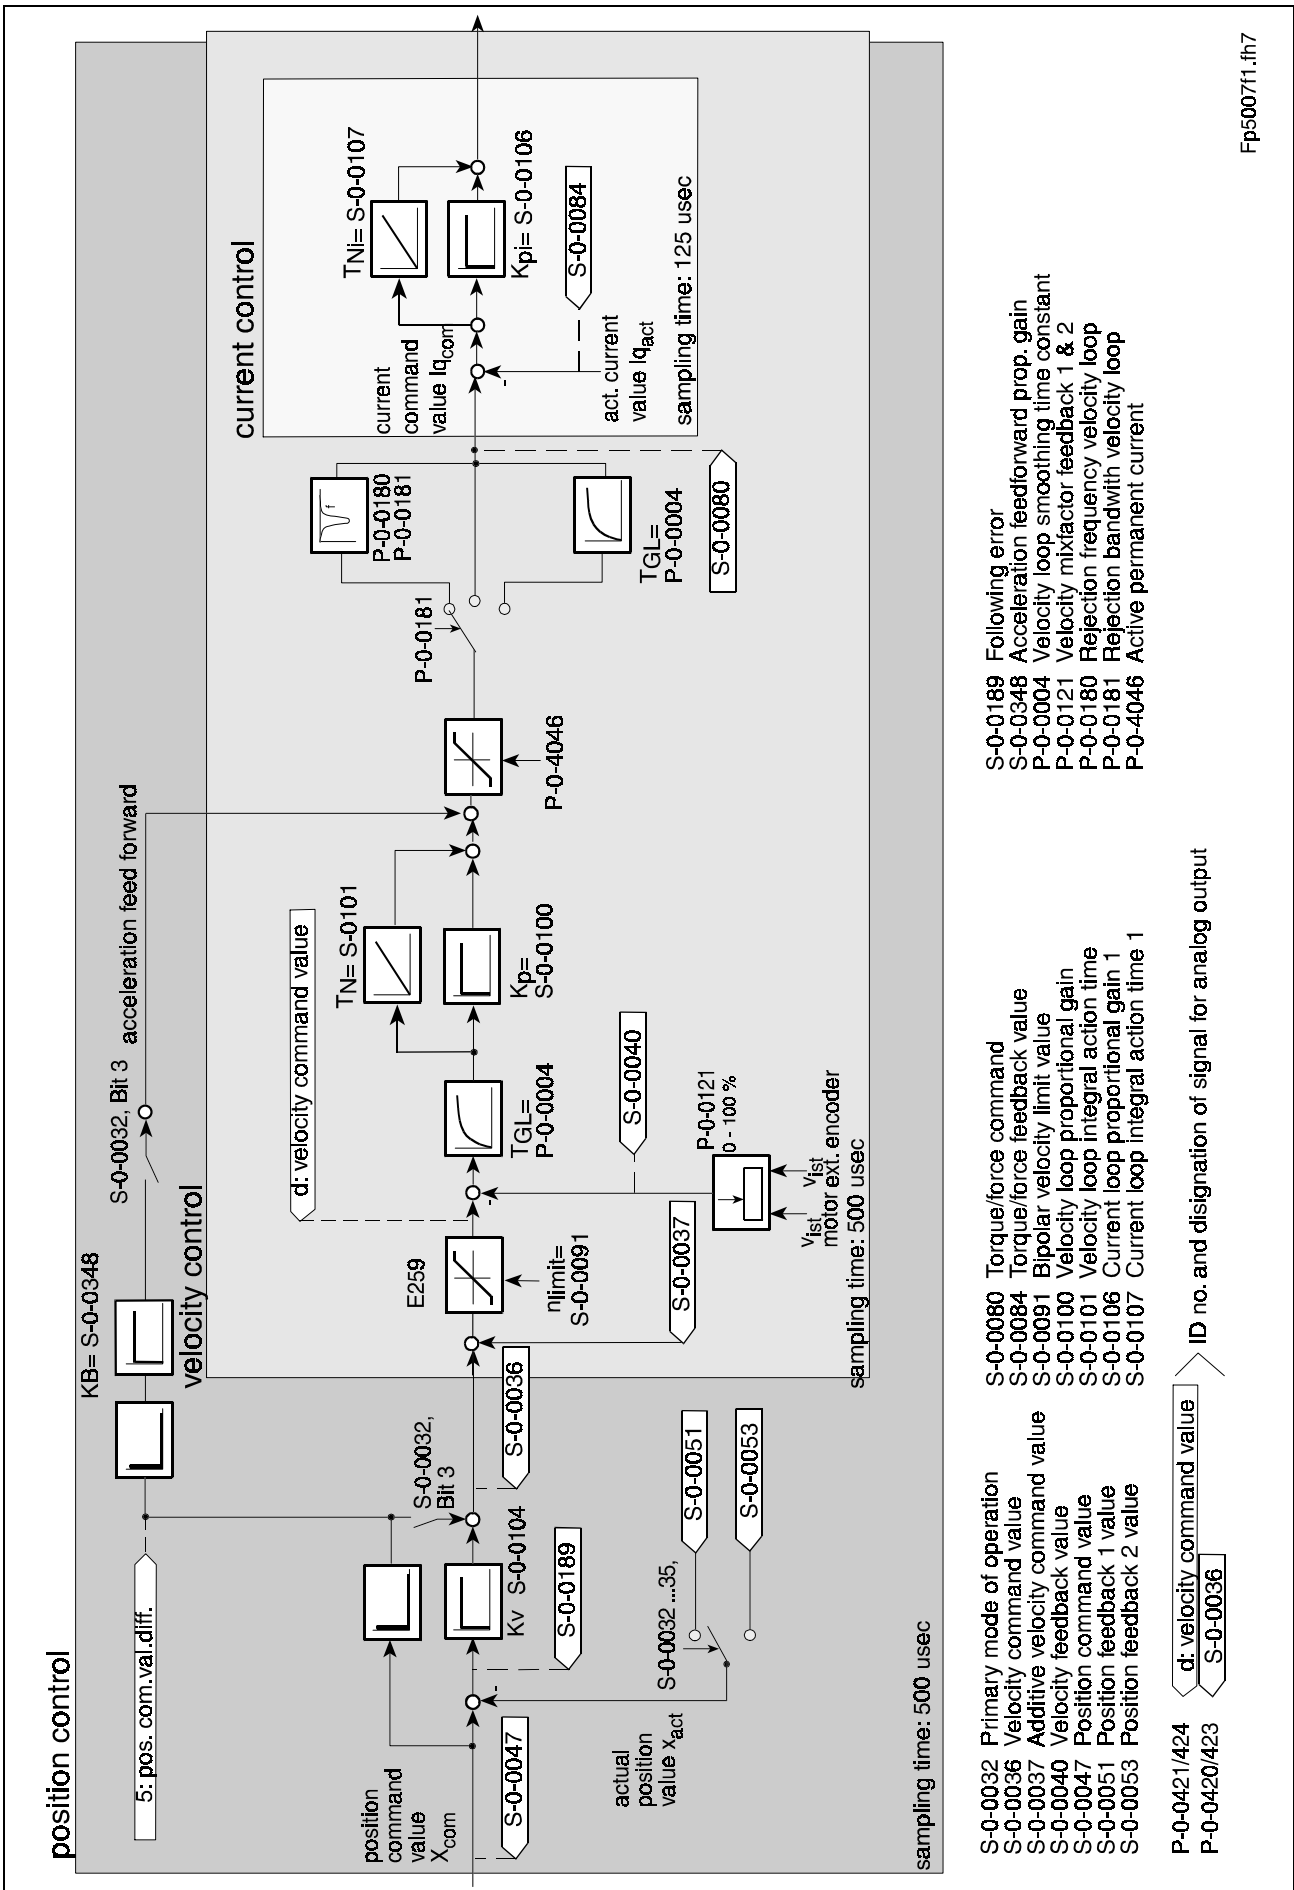 position control
5: pos. com.val.diff.
KB= S-0-0348
S-0-0032, Bit 3
acceleration feed forward
velocity control
current control
position
command
value
Xcom
S-0-0047
Kv S-0-0104
S-0-0189
S-0-0032,
Bit 3
S-0-0036
actual
position
value xact
S-0-0032 ...35,
S-0-0051
S-0-0053
sampling time: 500 usec
E259
nlimit=
S-0-0091
S-0-0037
d: velocity command value
TGL=
P-0-0004
S-0-0040
P-0-0121
0 - 100 %
vist
motor
vist
ext. encoder
sampling time: 500 usec
TN= S-0101
Kp=
S-0-0100
P-0-4046
P-0-0181
f
P-0-0180
P-0-0181
TGL=
P-0-0004
S-0-0080
current
command
value Iqcom
TNi= S-0-0107
Kpi= S-0-0106
S-0-0084
act. current
value Iqact
sampling time: 125 usec
S-0-0032 Primary mode of operation
S-0-0036 Velocity command value
S-0-0037 Additive velocity command value
S-0-0040 Velocity feedback value
S-0-0047 Position command value
S-0-0051 Position feedback 1 value
S-0-0053 Position feedback 2 value
S-0-0080 Torque/force command
S-0-0084 Torque/force feedback value
S-0-0091 Bipolar velocity limit value
S-0-0100 Velocity loop proportional gain
S-0-0101 Velocity loop integral action time
S-0-0106 Current loop proportional gain 1
S-0-0107 Current loop integral action time 1
S-0-0189 Following error
S-0-0348 Acceleration feedforward prop. gain
P-0-0004 Velocity loop smoothing time constant
P-0-0121 Velocity mixfactor feedback 1 & 2
P-0-0180 Rejection frequency velocity loop
P-0-0181 Rejection bandwith velocity loop
P-0-4046 Active permanent current
P-0-0421/424 d: velocity command value
P-0-0420/423 S-0-0036
ID no. and disignation of signal for analog output
Fp5007f1.fh7